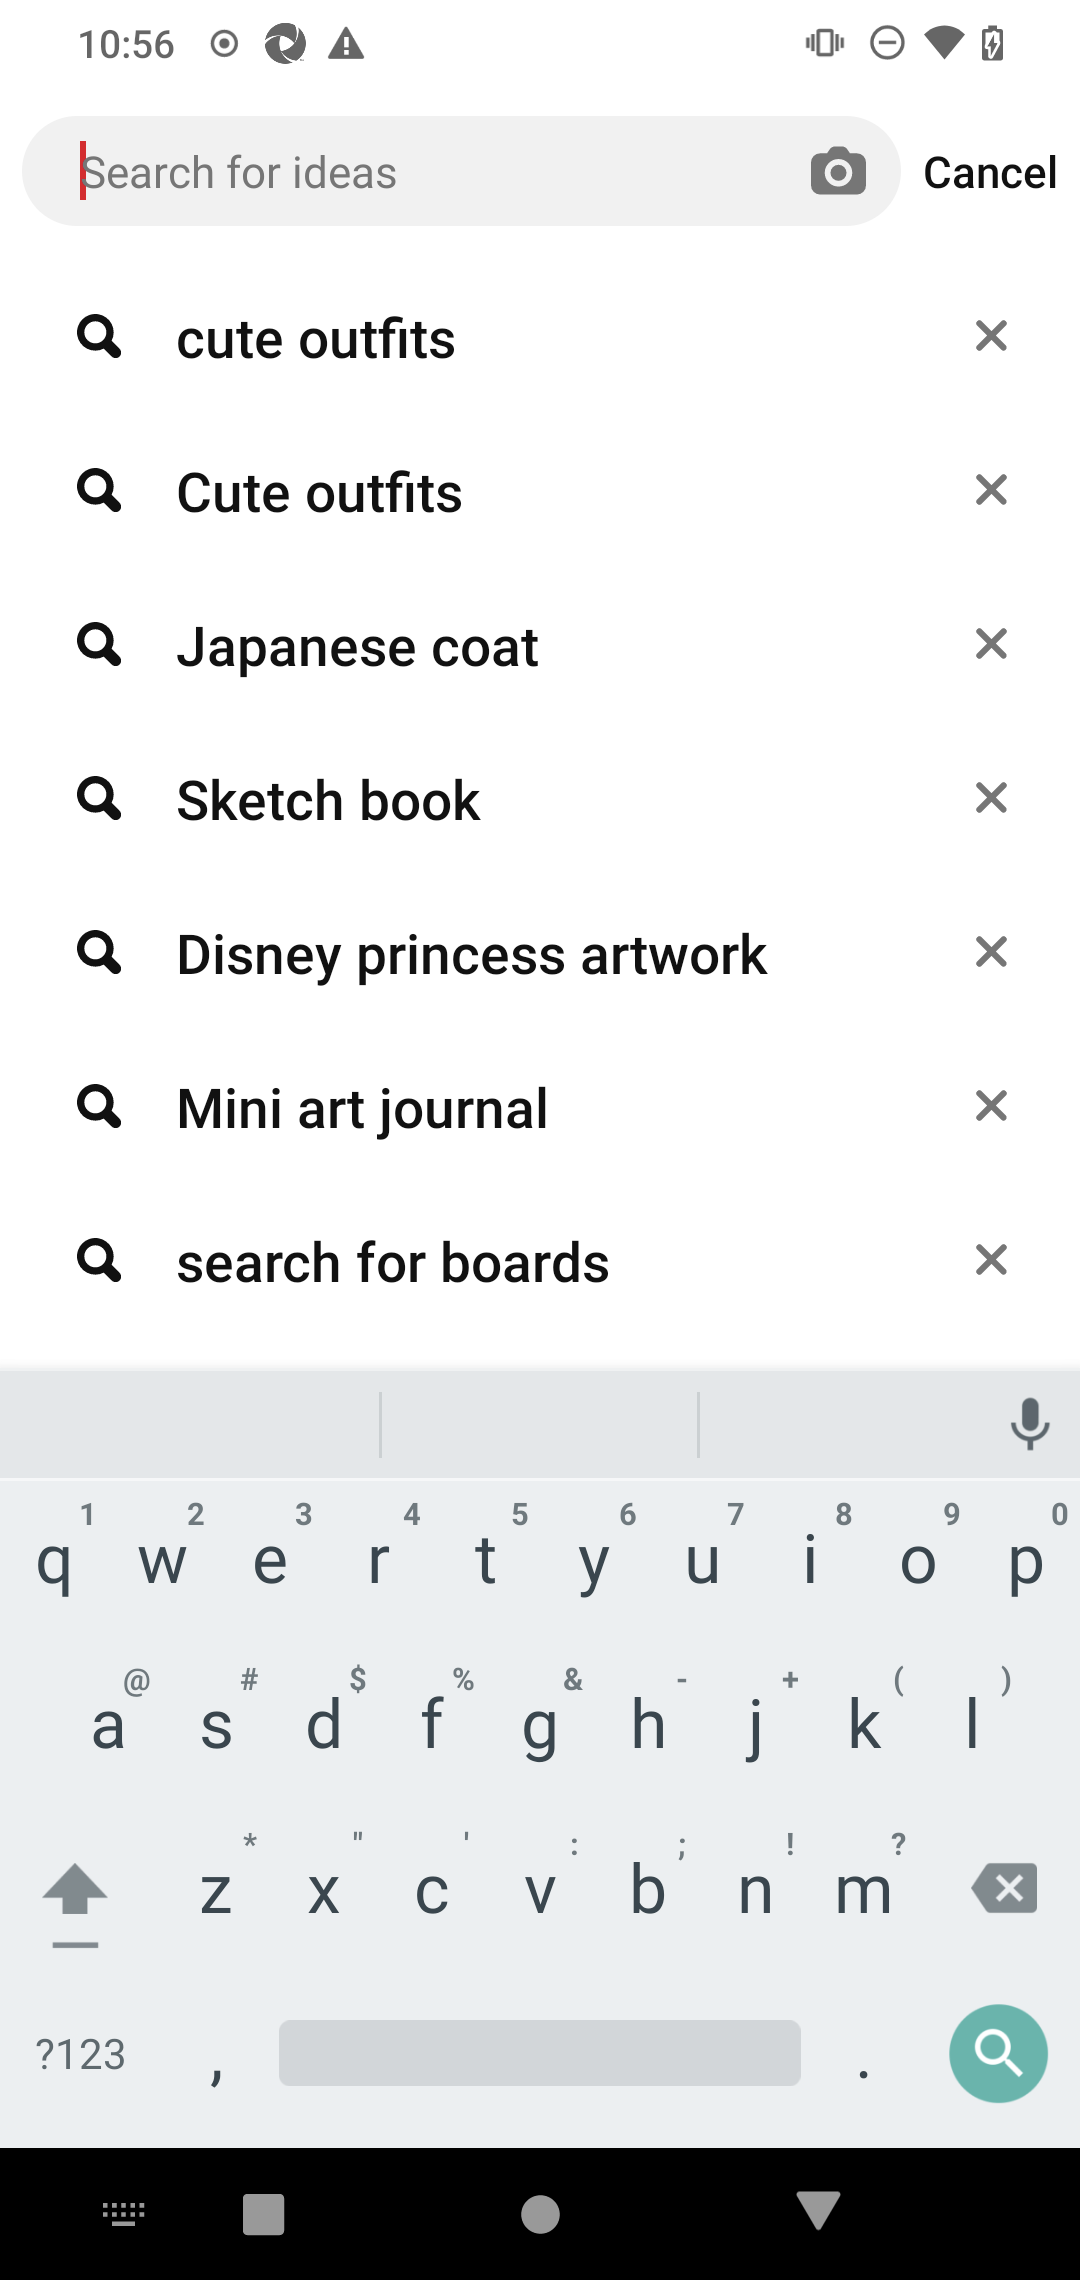 10:56
Search for ideas
Cancel
cute outfits
Cute outfits
Japanese coat
Sketch book
Disney princess artwork
Mini art journal
search for boards
1 2 3 4 5 6 7 8 9 0
q w e r t y u i o p
@ # $ % & - + ( )
a s d f g h j k l
* " ' : ; ! ?
z x c v b n m
?123 , .